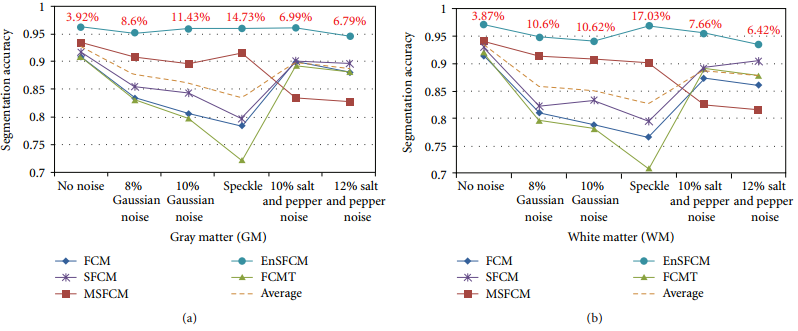 3.92% 8.6% 11.43% 14.73% 6.99% 6.79%
1
0.95
0.9
0.85
0.8
0.75
0.7
Segmentation accuracy
No noise 8% Gaussian noise 10% Gaussian noise Speckle 10% salt and pepper noise 12% salt and pepper noise
Gray matter (GM)
FCM
SFCM
MSFCM
EnSFCM
FCMT
Average
(a)
3.87% 10.6% 10.62% 17.03% 7.66% 6.42%
1
0.95
0.9
0.85
0.8
0.75
0.7
Segmentation accuracy
No noise 8% Gaussian noise 10% Gaussian noise Speckle 10% salt and pepper noise 12% salt and pepper noise
White matter (WM)
FCM
SFCM
MSFCM
EnSFCM
FCMT
Average
(b)